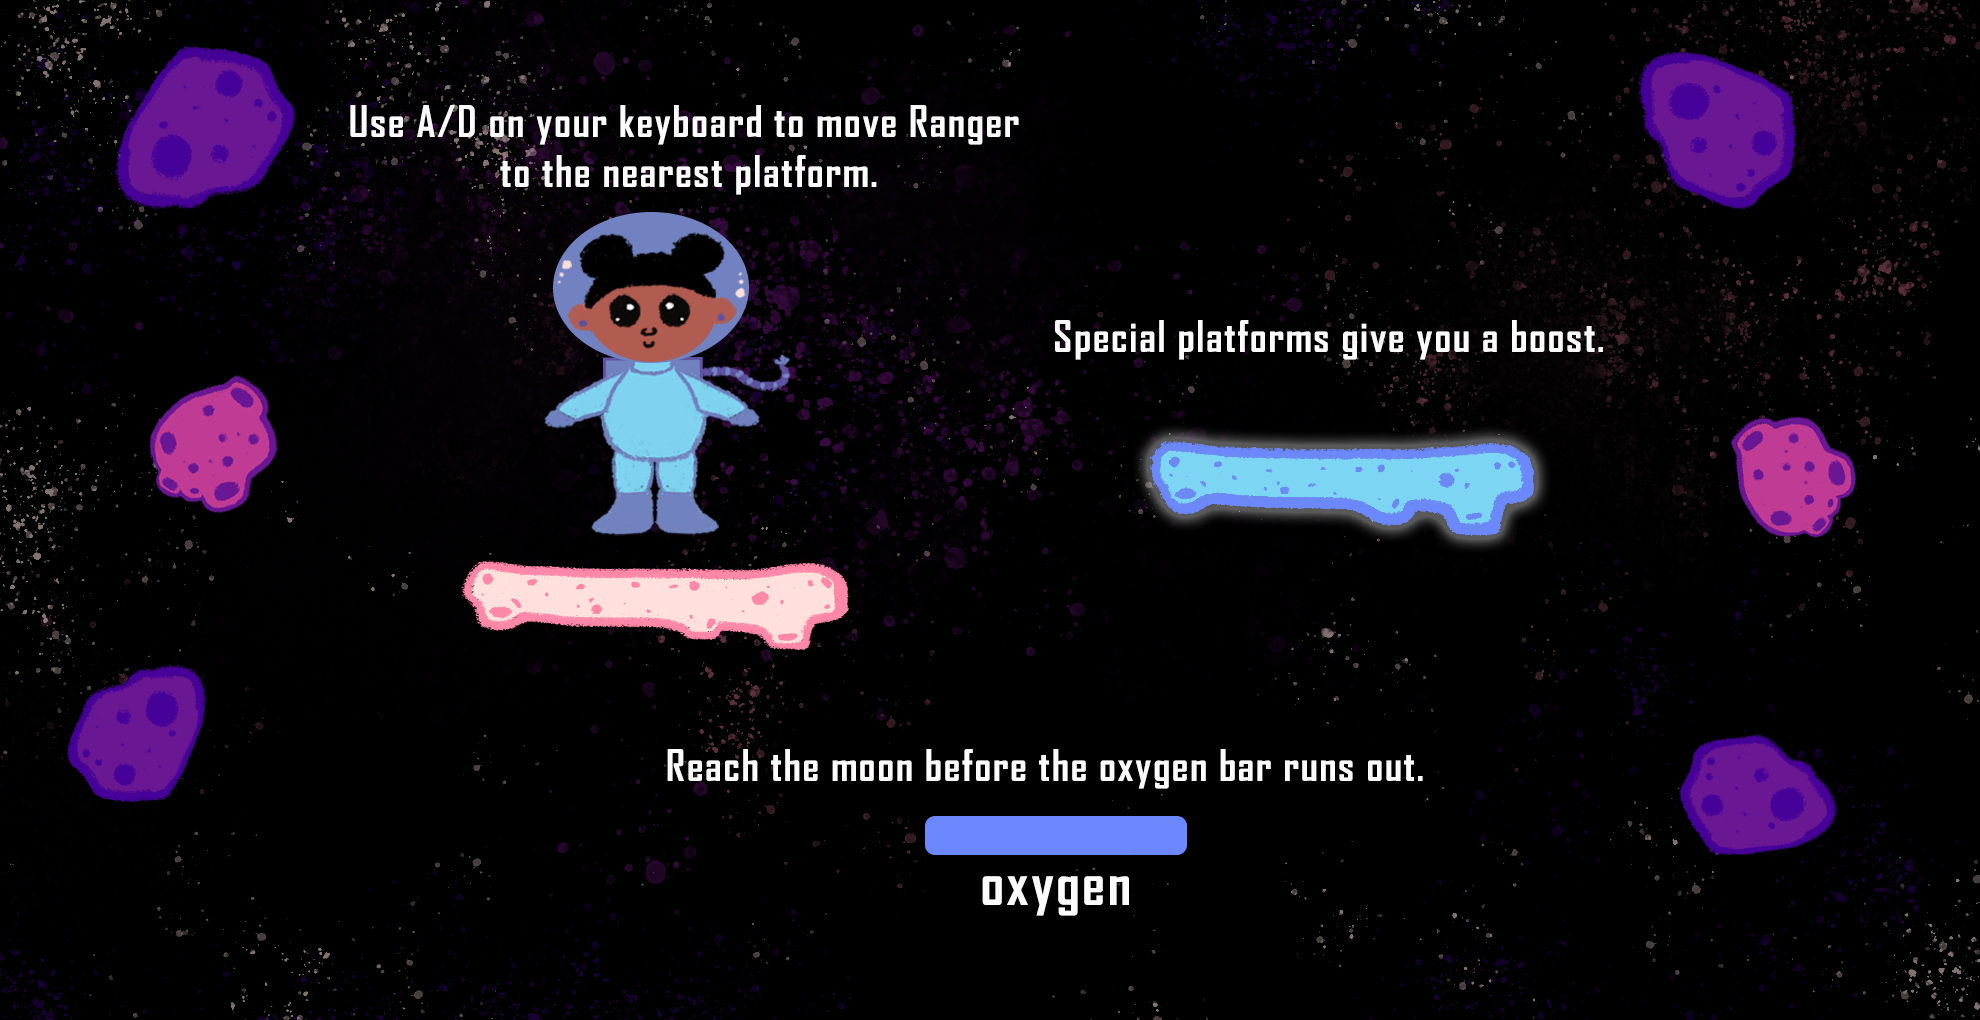 Use A/D on your keyboard to move Ranger
to the nearest platform.
Special platforms give you a boost.
Reach the moon before the oxygen bar runs out.
oxygen